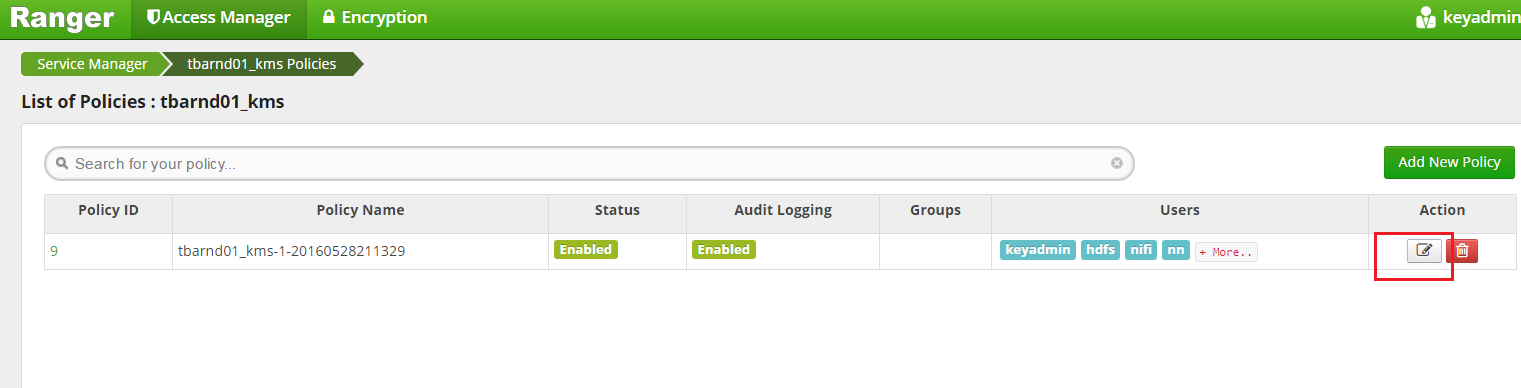 Ranger Access Manager Encryption keyadmin
Service Manager tbarnd01_kms Policies
List of Policies : tbarnd01_kms
Search for your policy... Add New Policy
Policy ID Policy Name Status Audit Logging Groups Users Action
9 tbarnd01_kms-1-20160528211329 Enabled Enabled keyadmin hdfs nifi nn + More..